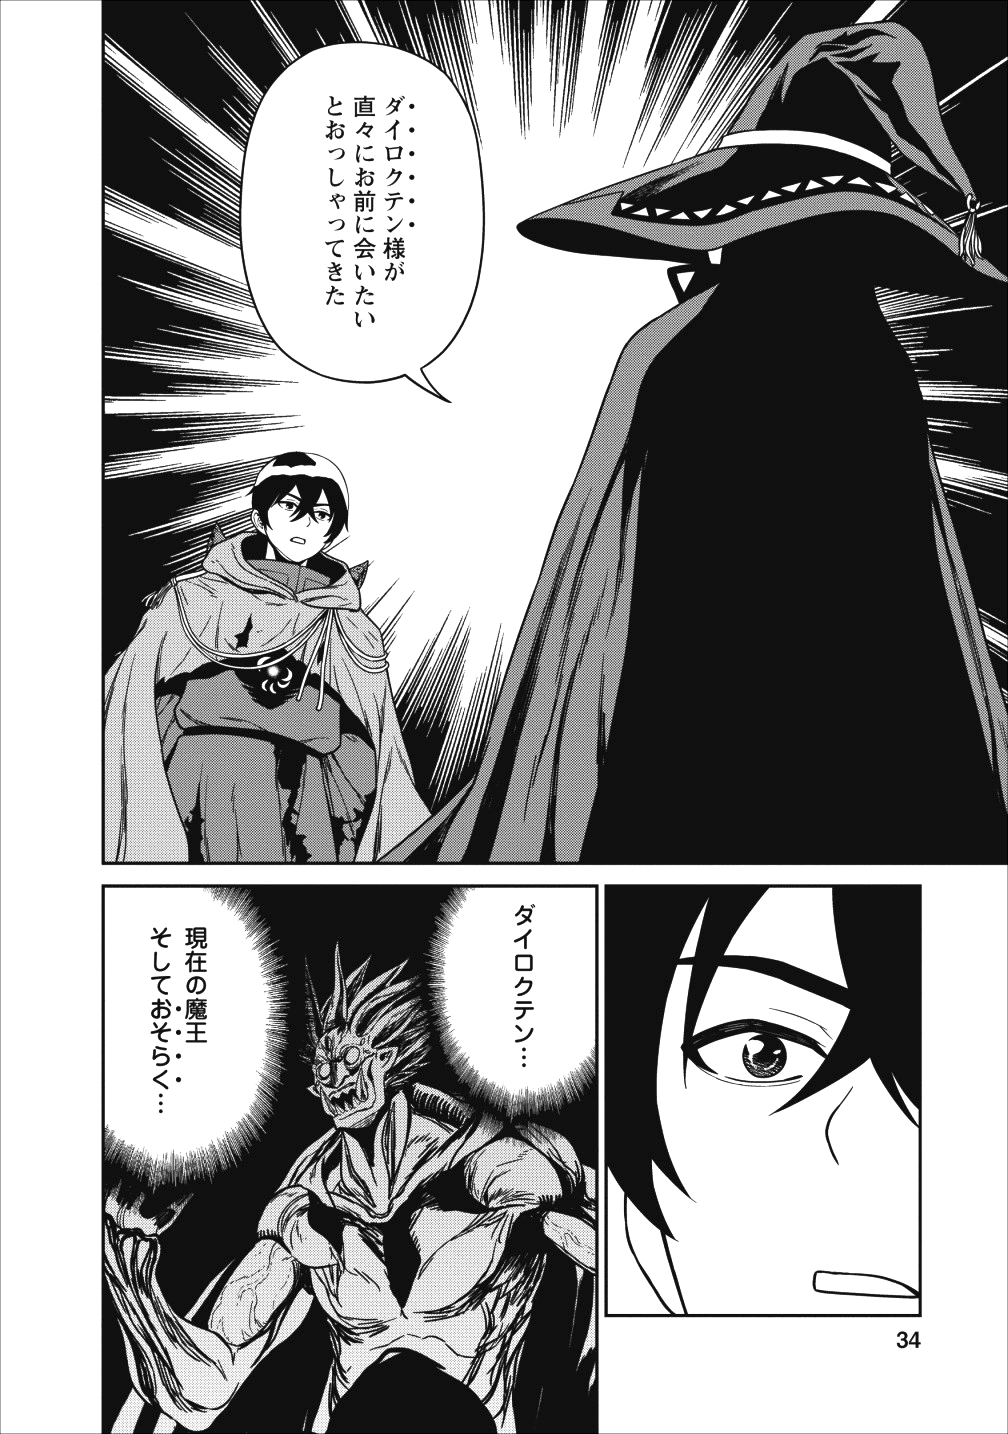 ダイロクテン様が
直々にお前に会いたい
とおっしゃってきた
ダイロクテン…
現在の魔王
そしておそらく…
34